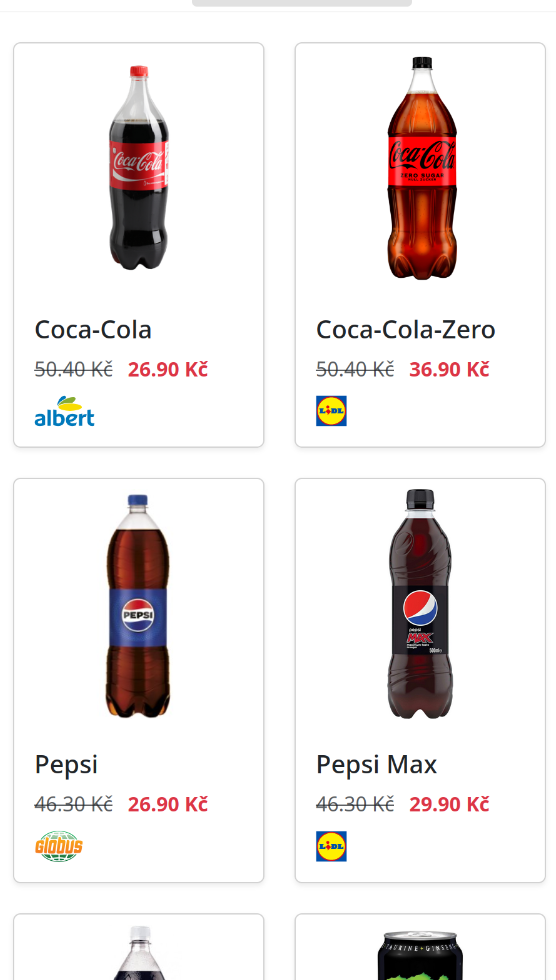 Coca-Cola
Coca-Cola
ZERO SUGAR
Coca-Cola
50.40 Kč 26.90 Kč
albert
Coca-Cola-Zero
50.40 Kč 36.90 Kč
LIDL
PEPSI
pepsi
MAX
Pepsi
46.30 Kč 26.90 Kč
Globus
Pepsi Max
46.30 Kč 29.90 Kč
LIDL